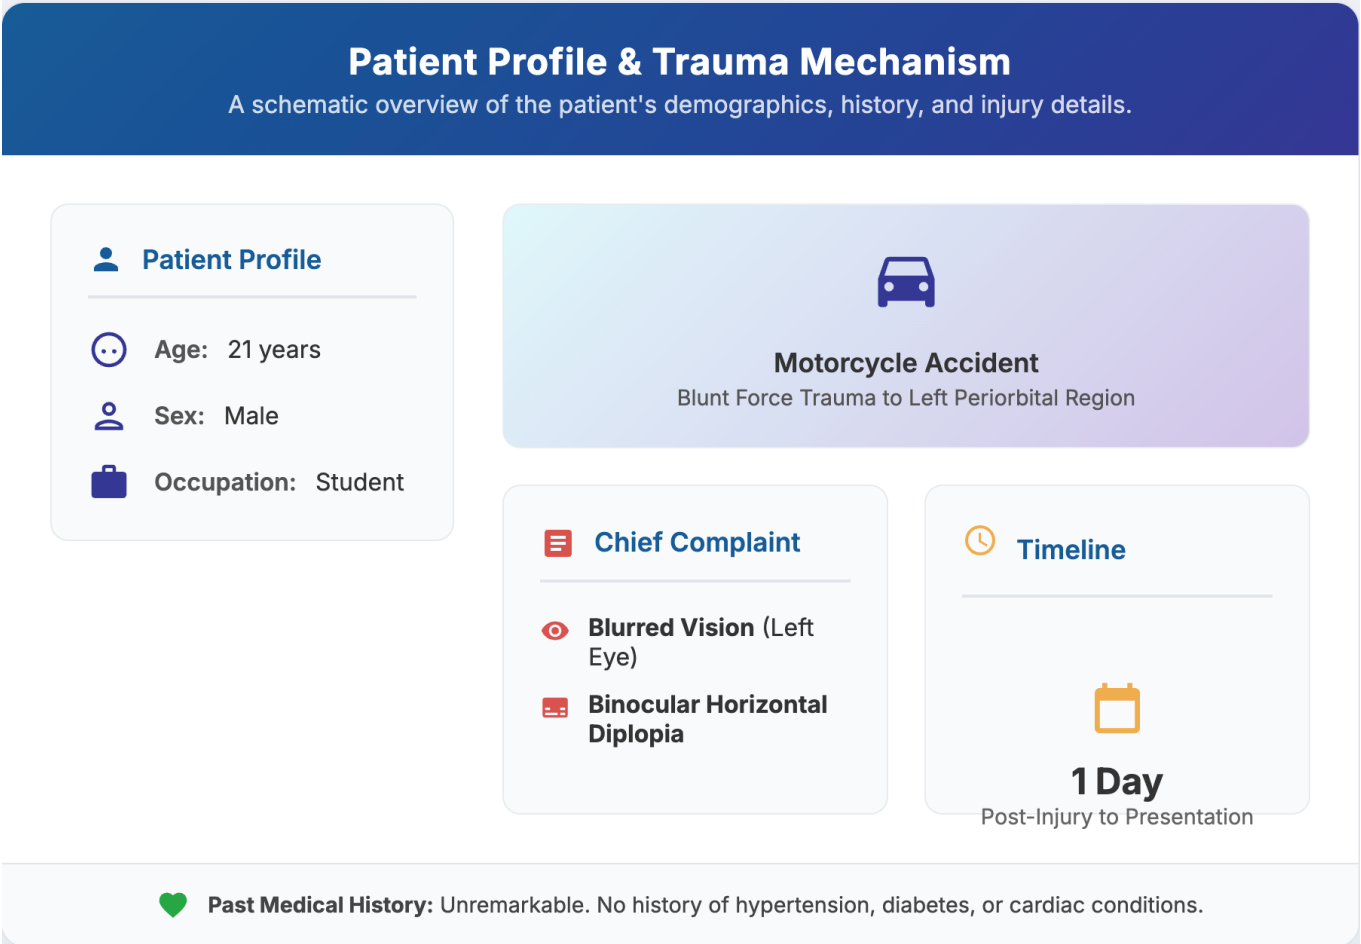 Patient Profile & Trauma Mechanism
A schematic overview of the patient's demographics, history, and injury details.
Patient Profile
Age: 21 years
Sex: Male
Occupation: Student
Motorcycle Accident
Blunt Force Trauma to Left Periorbital Region
Chief Complaint
Blurred Vision (Left
Eye)
Binocular Horizontal
Diplopia
Timeline
1 Day
Post-Injury to Presentation
Past Medical History: Unremarkable. No history of hypertension, diabetes, or cardiac conditions.